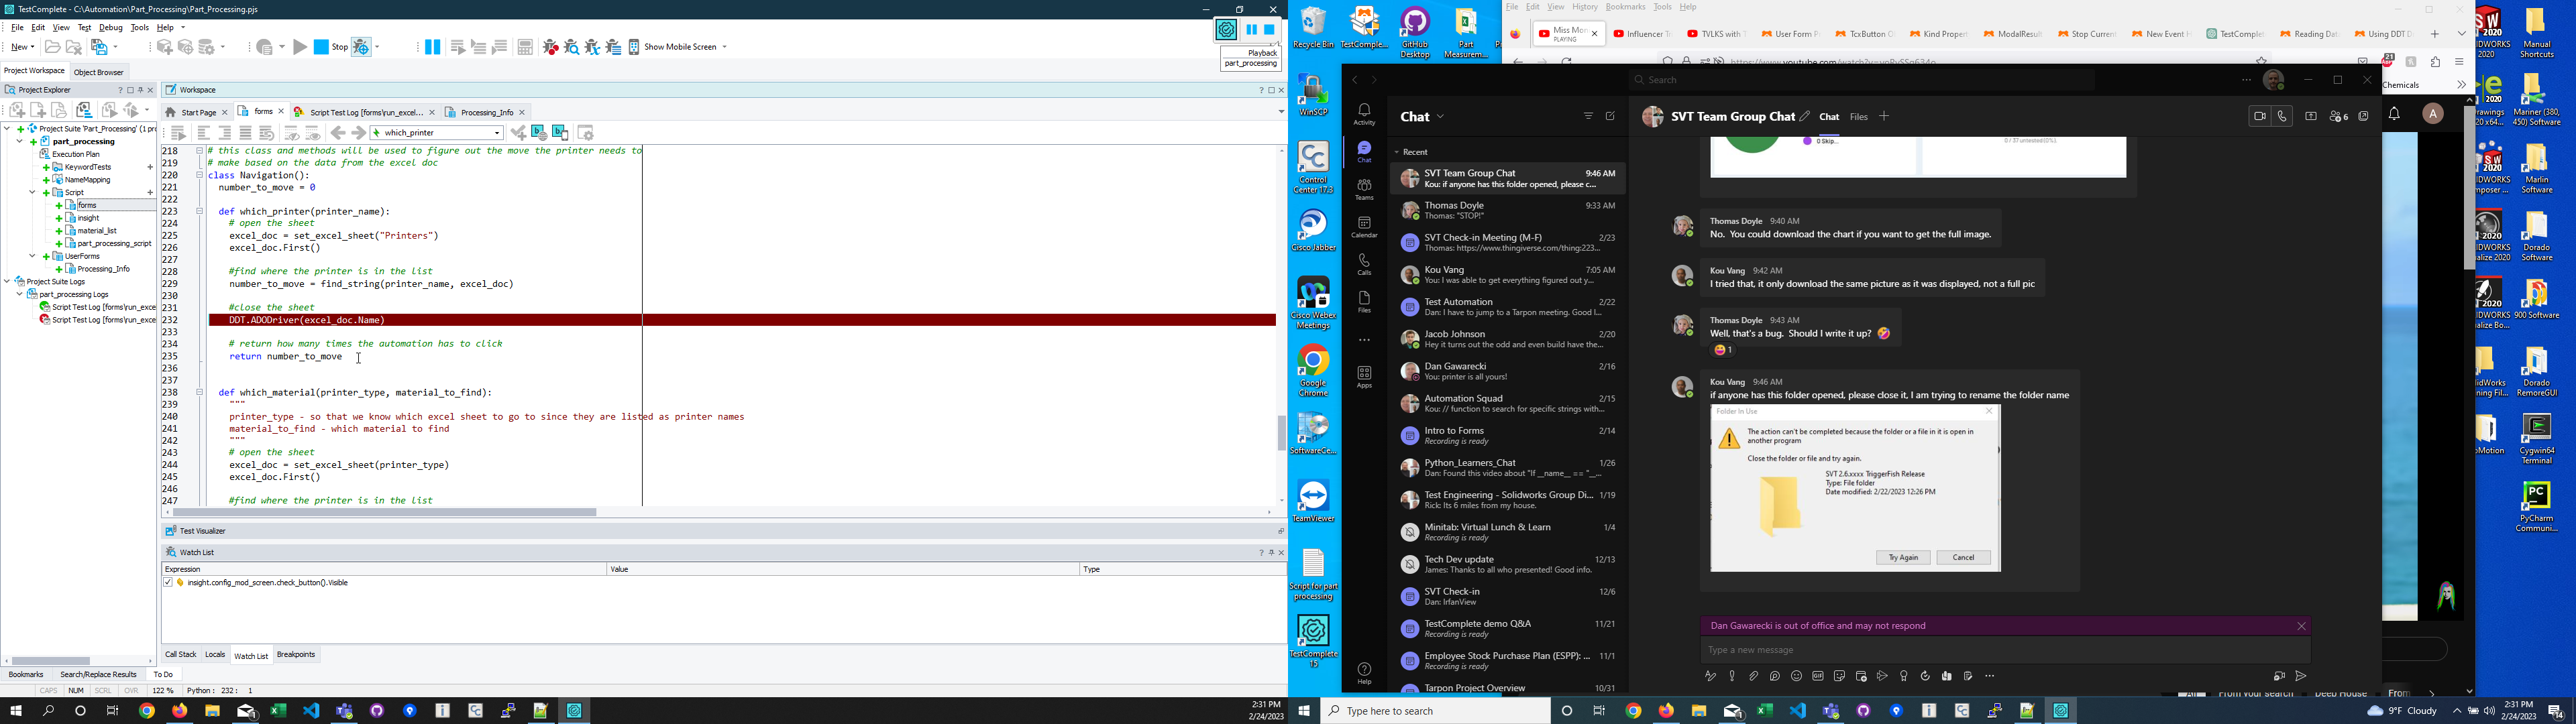 TestComplete - C:\Automation\Part_Processing\Part_Processing.pjs
File Edit View Test Debug Tools Help
New Stop Show Mobile Screen
Playback
part_processing
Project Workspace Object Browser
Project Explorer
Project Suite 'Part_Processing' (1 pr
part_processing
Execution Plan
KeywordTests
NameMapping
Script
forms
insight
material_list
part_processing_script
UserForms
Processing_Info
Project Suite Logs
part_processing Logs
Script Test Log [forms\run_exce
Script Test Log [forms\run_exce
Bookmarks Search/Replace Results To Do
Workspace
Start Page forms Script Test Log [forms\run_excel... Processing_Info
which_printer
218 # this class and methods will be used to figure out the move the printer needs to
219 # make based on the data from the excel doc
220 class Navigation():
221 number_to_move = 0
222
223 def which_printer(printer_name):
224 # open the sheet
225 excel_doc = set_excel_sheet("Printers")
226 excel_doc.First()
227
228 #find where the printer is in the list
229 number_to_move = find_string(printer_name, excel_doc)
230
231 #close the sheet
232 DDT.ADODriver(excel_doc.Name)
233
234 # return how many times the automation has to click
235 return number_to_move
236
237
238 def which_material(printer_type, material_to_find):
239 """
240 printer_type - so that we know which excel sheet to go to since they are listed as printer names
241 material_to_find - which material to find
242 """
243 # open the sheet
244 excel_doc = set_excel_sheet(printer_type)
245 excel_doc.First()
246
247 #find where the printer is in the list
Test Visualizer
Watch List
Expression Value Type
insight.config_mod_screen.check_button().Visible
Call Stack Locals Watch List Breakpoints
CAPS NUM SCRL OVR 122 % Python : 232 : 1
2:31 PM
2/24/2023
Recycle Bin
TestComple...
GitHub Desktop
Part Measurem...
WinSCP
Control Center 17.3
Cisco Jabber
Cisco Webex Meetings
Google Chrome
SoftwareCe...
TeamViewer
Script for part processing
TestComplete 15
File Edit View History Bookmarks Tools Help
Miss Mon
PLAYING
Influencer T
TVLKS with T
User Form P
TcxButton O
Kind Propert
ModalResult
Stop Current
New Event H
TestComplet
Reading Data
Using DDT D
Chemicals
Search
Activity
Chat
Teams
Calendar
Calls
Files
Apps
Help
Chat
Recent
SVT Team Group Chat 9:46 AM
Kou: if anyone has this folder opened, please c...
Thomas Doyle 9:33 AM
Thomas: "STOP!"
SVT Check-in Meeting (M-F) 2/23
Thomas: https://www.thingiverse.com/thing:223...
Kou Vang 7:05 AM
You: I was able to get everything figured out y...
Test Automation 2/22
Dan: I have to jump to a Tarpon meeting. Good l...
Jacob Johnson 2/20
Hey it turns out the odd and even build have the...
Dan Gawarecki 2/16
You: printer is all yours!
Automation Squad 2/15
Kou: // function to search for specific strings with...
Intro to Forms 2/14
Recording is ready
Python_Learners_Chat 1/26
Dan: Found this video about "If __name__ == "__...
Test Engineering - Solidworks Group Di... 1/19
Rick: Its 6 miles from my house.
Minitab: Virtual Lunch & Learn 1/4
Recording is ready
Tech Dev update 12/13
James: Thanks to all who presented! Good info.
SVT Check-in 12/6
Dan: IrfanView
TestComplete demo Q&A 11/21
Recording is ready
Employee Stock Purchase Plan (ESPP): ... 11/1
Recording is ready
Tarpon Project Overview 10/31
SVT Team Group Chat Chat Files 6
0 Skip...
0 / 37 untested(0%).
Thomas Doyle 9:40 AM
No. You could download the chart if you want to get the full image.
Kou Vang 9:42 AM
I tried that, it only download the same picture as it was displayed, not a full pic
Thomas Doyle 9:43 AM
Well, that's a bug. Should I write it up?
1
Kou Vang 9:46 AM
if anyone has this folder opened, please close it, I am trying to rename the folder name
Folder In Use
The action can't be completed because the folder or a file in it is open in
another program
Close the folder or file and try again.
SVT 2.6.xxxx TriggerFish Release
Type: File folder
Date modified: 2/22/2023 12:26 PM
Try Again Cancel
Dan Gawarecki is out of office and may not respond
Type a new message
Manual Shortcuts
Mariner (380, 450) Software
Marlin Software
Dorado Software
900 Software
Dorado RemoreGUI
Cygwin64 Terminal
PyCharm Communi...
Type here to search
9°F Cloudy
2:31 PM
2/24/2023